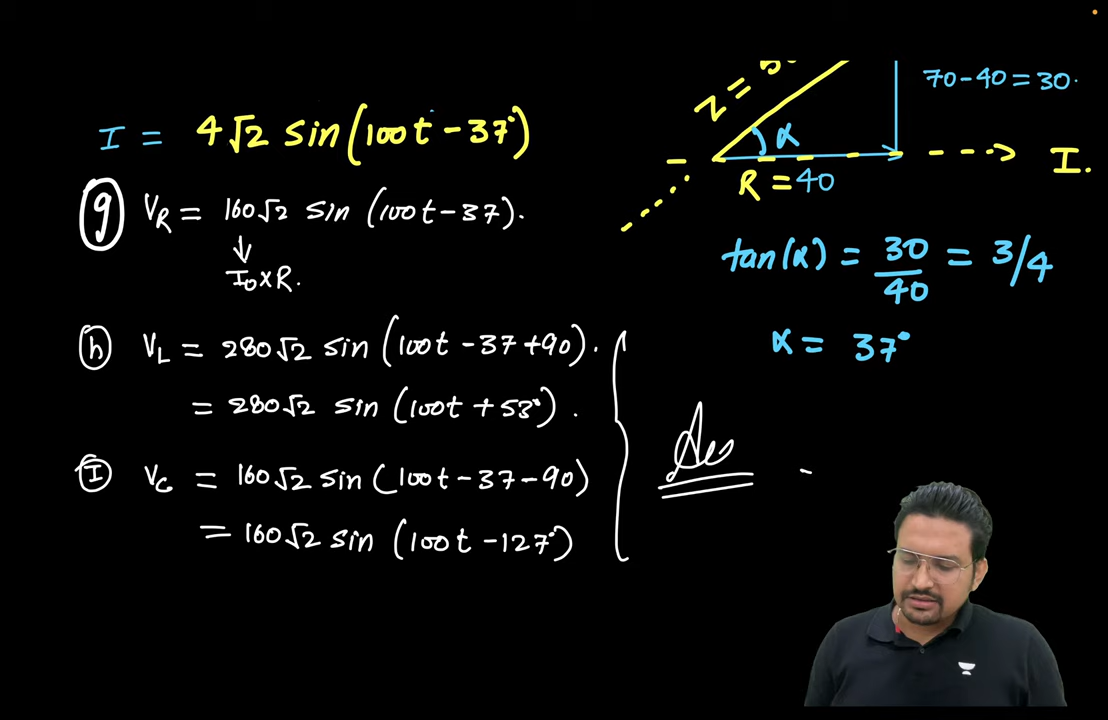 I = 4√2 sin(100t - 37°)
(g) V_R = 160√2 sin (100t - 37).
↓
I₀ × R.
(h) V_L = 280√2 sin (100t - 37 + 90).
= 280√2 sin (100t + 53°).
(I) V_C = 160√2 sin (100t - 37 - 90)
= 160√2 sin (100t - 127°)
Z =
70 - 40 = 30.
α
R = 40
I.
tan(α) = 30/40 = 3/4
α = 37°